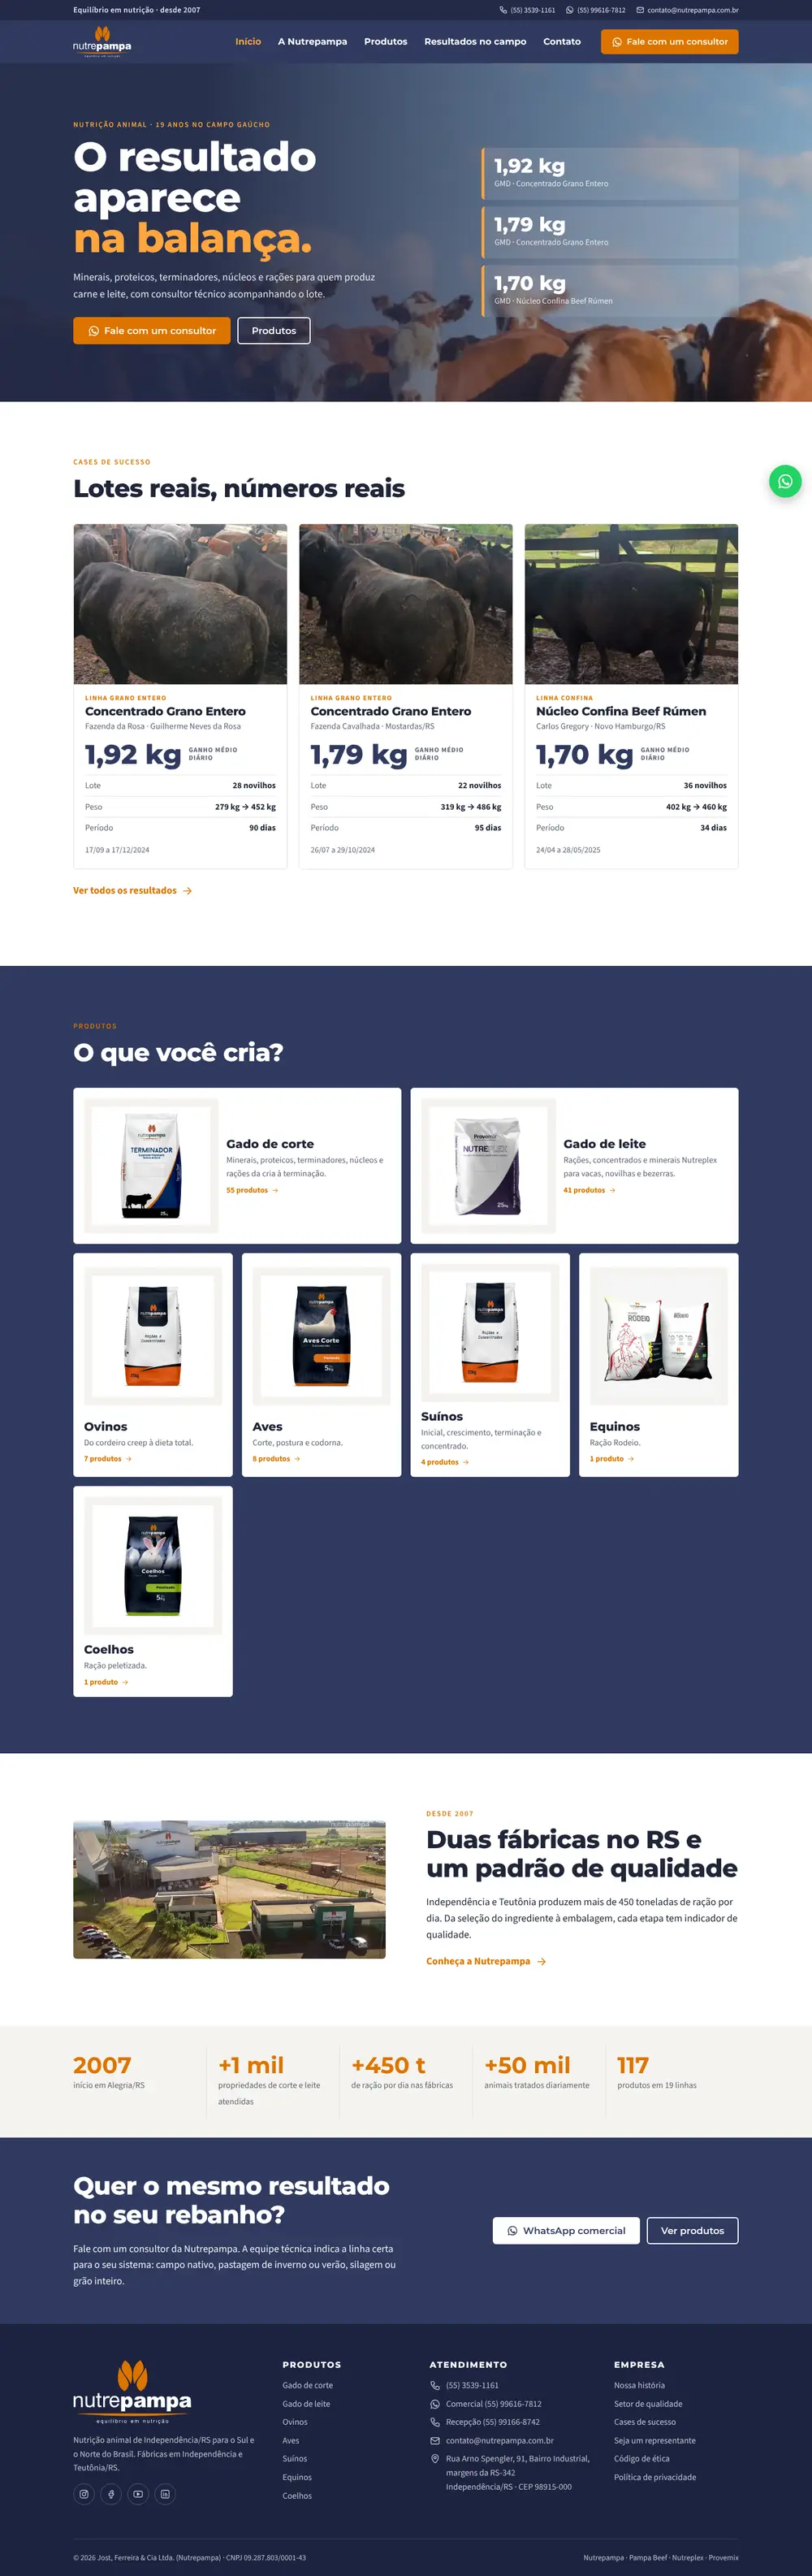 Equilíbrio em nutrição · desde 2007
(55) 3539-1161
(55) 99616-7812
contato@nutrepampa.com.br
nutrepampa
equilíbrio em nutrição
Início
A Nutrepampa
Produtos
Resultados no campo
Contato
Fale com um consultor
NUTRIÇÃO ANIMAL · 19 ANOS NO CAMPO GAÚCHO
O resultado
aparece
na balança.
Minerais, proteicos, terminadores, núcleos e rações para quem produz
carne e leite, com consultor técnico acompanhando o lote.
Fale com um consultor
Produtos
1,92 kg
GMD · Concentrado Grano Entero
1,79 kg
GMD · Concentrado Grano Entero
1,70 kg
GMD · Núcleo Confina Beef Rúmen
CASES DE SUCESSO
Lotes reais, números reais
LINHA GRANO ENTERO
Concentrado Grano Entero
Fazenda da Rosa · Guilherme Neves da Rosa
1,92 kg
GANHO MÉDIO
DIÁRIO
Lote 28 novilhos
Peso 279 kg → 452 kg
Período 90 dias
17/09 a 17/12/2024
LINHA GRANO ENTERO
Concentrado Grano Entero
Fazenda Cavalhada · Mostardas/RS
1,79 kg
GANHO MÉDIO
DIÁRIO
Lote 22 novilhos
Peso 319 kg → 486 kg
Período 95 dias
26/07 a 29/10/2024
LINHA CONFINA
Núcleo Confina Beef Rúmen
Carlos Gregory · Novo Hamburgo/RS
1,70 kg
GANHO MÉDIO
DIÁRIO
Lote 36 novilhos
Peso 402 kg → 460 kg
Período 34 dias
24/04 a 28/05/2025
Ver todos os resultados →
PRODUTOS
O que você cria?
nutrepampa
TERMINADOR
25kg
Gado de corte
Minerais, proteicos, terminadores, núcleos e
rações da cria à terminação.
55 produtos →
Provemix
NUTREPLEX
25kg
Gado de leite
Rações, concentrados e minerais Nutreplex
para vacas, novilhas e bezerras.
41 produtos →
nutrepampa
Rações e
Concentrados
Ovinos
Do cordeiro creep à dieta total.
7 produtos →
nutrepampa
Aves Corte
5kg
Aves
Corte, postura e codorna.
8 produtos →
nutrepampa
Rações e
Concentrados
Suínos
Inicial, crescimento, terminação e
concentrado.
4 produtos →
RODEIO
RODEIO
Equinos
Ração Rodeio.
1 produto →
nutrepampa
Coelhos
5kg
Coelhos
Ração peletizada.
1 produto →
nutrepampa
DESDE 2007
Duas fábricas no RS e
um padrão de qualidade
Independência e Teutônia produzem mais de 450 toneladas de ração por
dia. Da seleção do ingrediente à embalagem, cada etapa tem indicador de
qualidade.
Conheça a Nutrepampa →
2007
início em Alegria/RS
+1 mil
propriedades de corte e leite
atendidas
+450 t
de ração por dia nas fábricas
+50 mil
animais tratados diariamente
117
produtos em 19 linhas
Quer o mesmo resultado
no seu rebanho?
Fale com um consultor da Nutrepampa. A equipe técnica indica a linha certa
para o seu sistema: campo nativo, pastagem de inverno ou verão, silagem ou
grão inteiro.
WhatsApp comercial
Ver produtos
nutrepampa
equilíbrio em nutrição
Nutrição animal de Independência/RS para o Sul e
o Norte do Brasil. Fábricas em Independência e
Teutônia/RS.
PRODUTOS
Gado de corte
Gado de leite
Ovinos
Aves
Suínos
Equinos
Coelhos
ATENDIMENTO
(55) 3539-1161
Comercial (55) 99616-7812
Recepção (55) 99166-8742
contato@nutrepampa.com.br
Rua Arno Spengler, 91, Bairro Industrial,
margens da RS-342
Independência/RS · CEP 98915-000
EMPRESA
Nossa história
Setor de qualidade
Cases de sucesso
Seja um representante
Código de ética
Política de privacidade
© 2026 Jost, Ferreira & Cia Ltda. (Nutrepampa) · CNPJ 09.287.803/0001-43
Nutrepampa · Pampa Beef · Nutreplex · Provemix